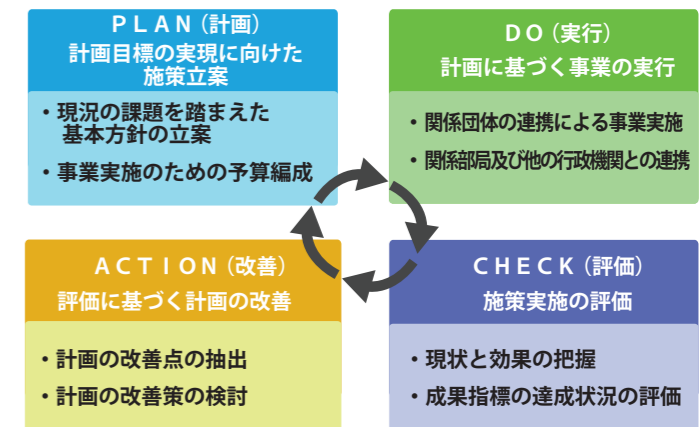 ＰＬＡＮ（計画）
計画目標の実現に向けた
施策立案
・現況の課題を踏まえた
基本方針の立案
・事業実施のための予算編成
ＤＯ（実行）
計画に基づく事業の実行
・関係団体の連携による事業実施
・関係部局及び他の行政機関との連携
ＡＣＴＩＯＮ（改善）
評価に基づく計画の改善
・計画の改善点の抽出
・計画の改善策の検討
ＣＨＥＣＫ（評価）
施策実施の評価
・現状と効果の把握
・成果指標の達成状況の評価